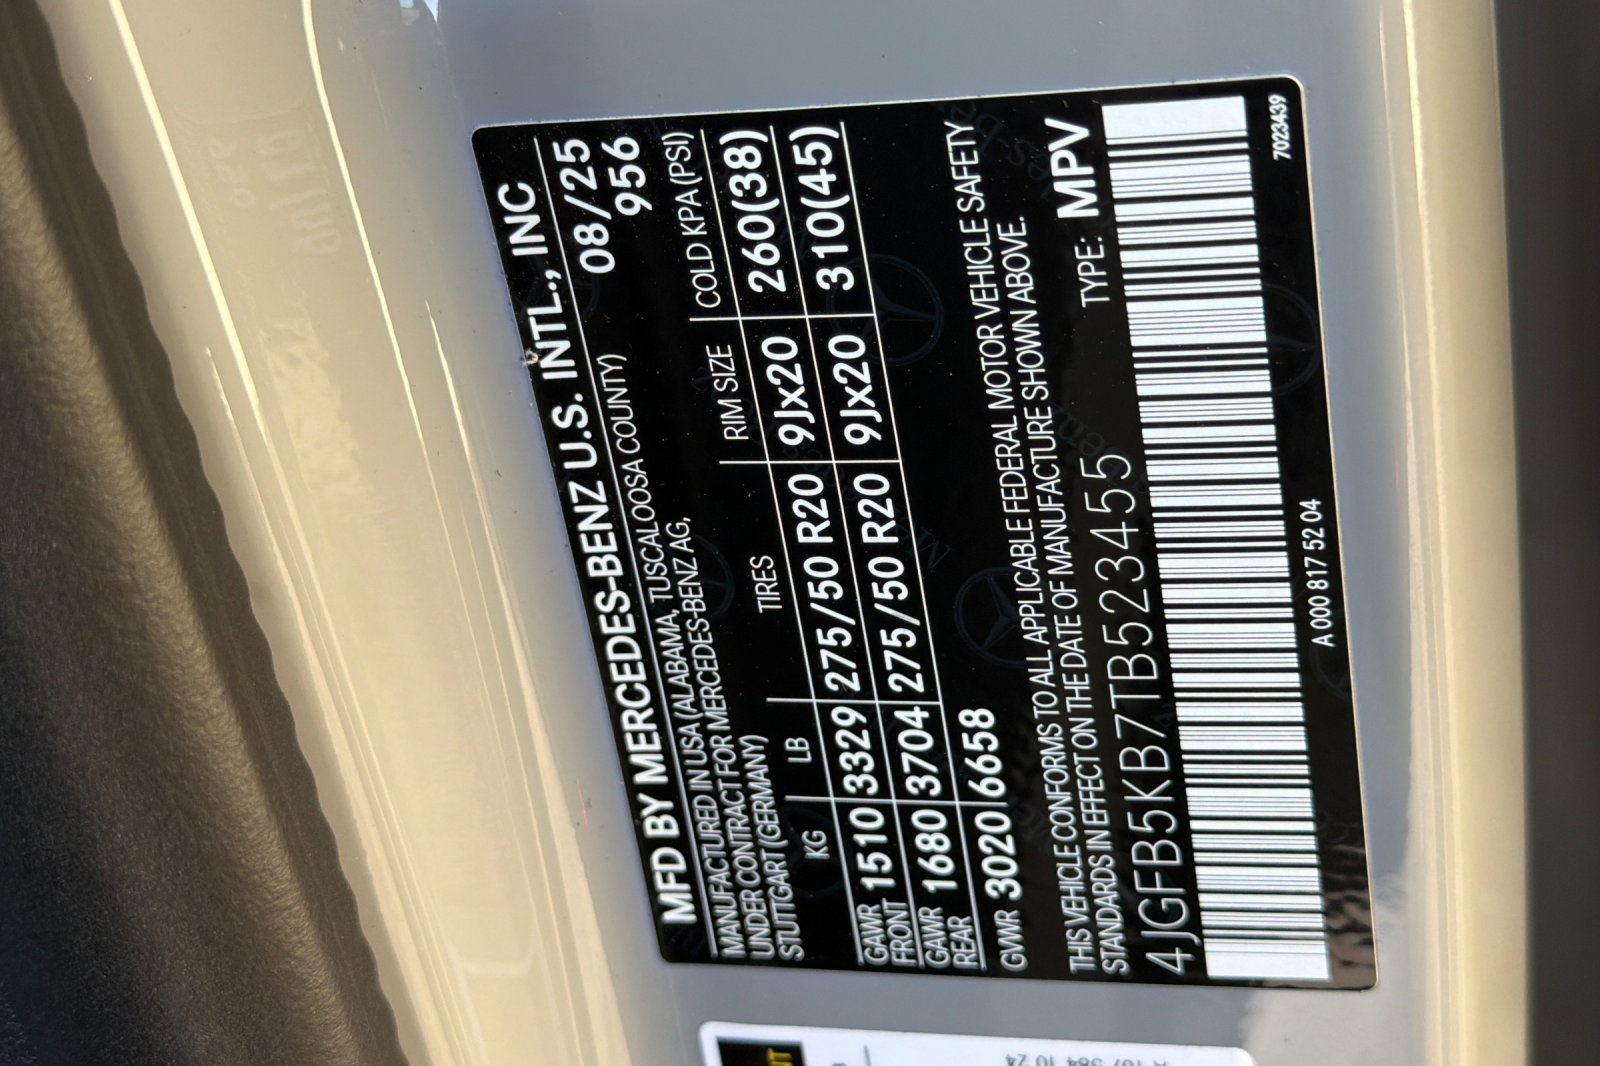 MFD BY MERCEDES-BENZ U.S. INTL., INC
MANUFACTURED IN USA (ALABAMA, TUSCALOOSA COUNTY) 08/25
UNDER CONTRACT FOR MERCEDES-BENZ AG, 956
STUTTGART (GERMANY)
KG LB TIRES RIM SIZE COLD KPA (PSI)
GAWR FRONT 1510 3329 275/50 R20 9Jx20 260(38)
GAWR REAR 1680 3704 275/50 R20 9Jx20 310(45)
GVWR 3020 6658
THIS VEHICLE CONFORMS TO ALL APPLICABLE FEDERAL MOTOR VEHICLE SAFETY
STANDARDS IN EFFECT ON THE DATE OF MANUFACTURE SHOWN ABOVE.
4JGFB5KB7TB523455 TYPE: MPV
A 000 817 52 04 7023439